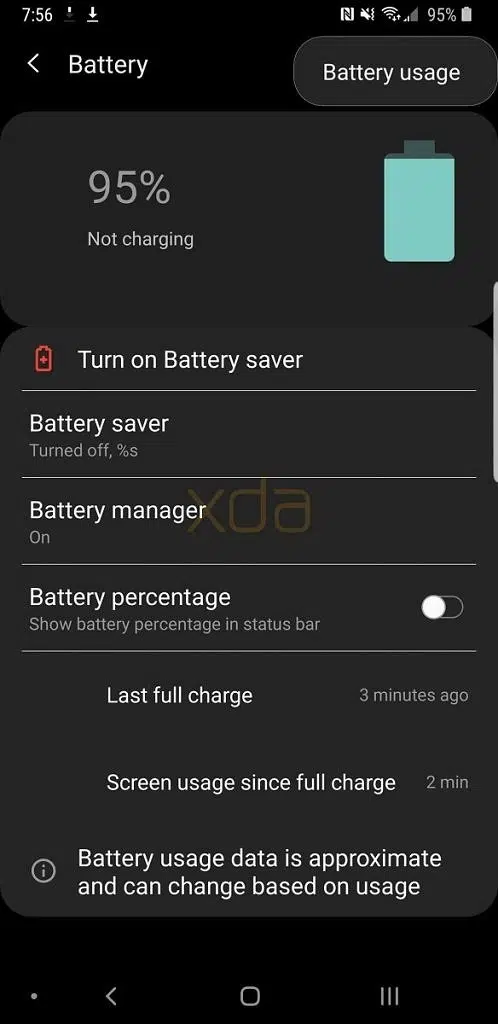 7:56 95%
Battery
Battery usage
95%
Not charging
Turn on Battery saver
Battery saver
Turned off, %s
xda
Battery manager
On
Battery percentage
Show battery percentage in status bar
Last full charge 3 minutes ago
Screen usage since full charge 2 min
Battery usage data is approximate
and can change based on usage